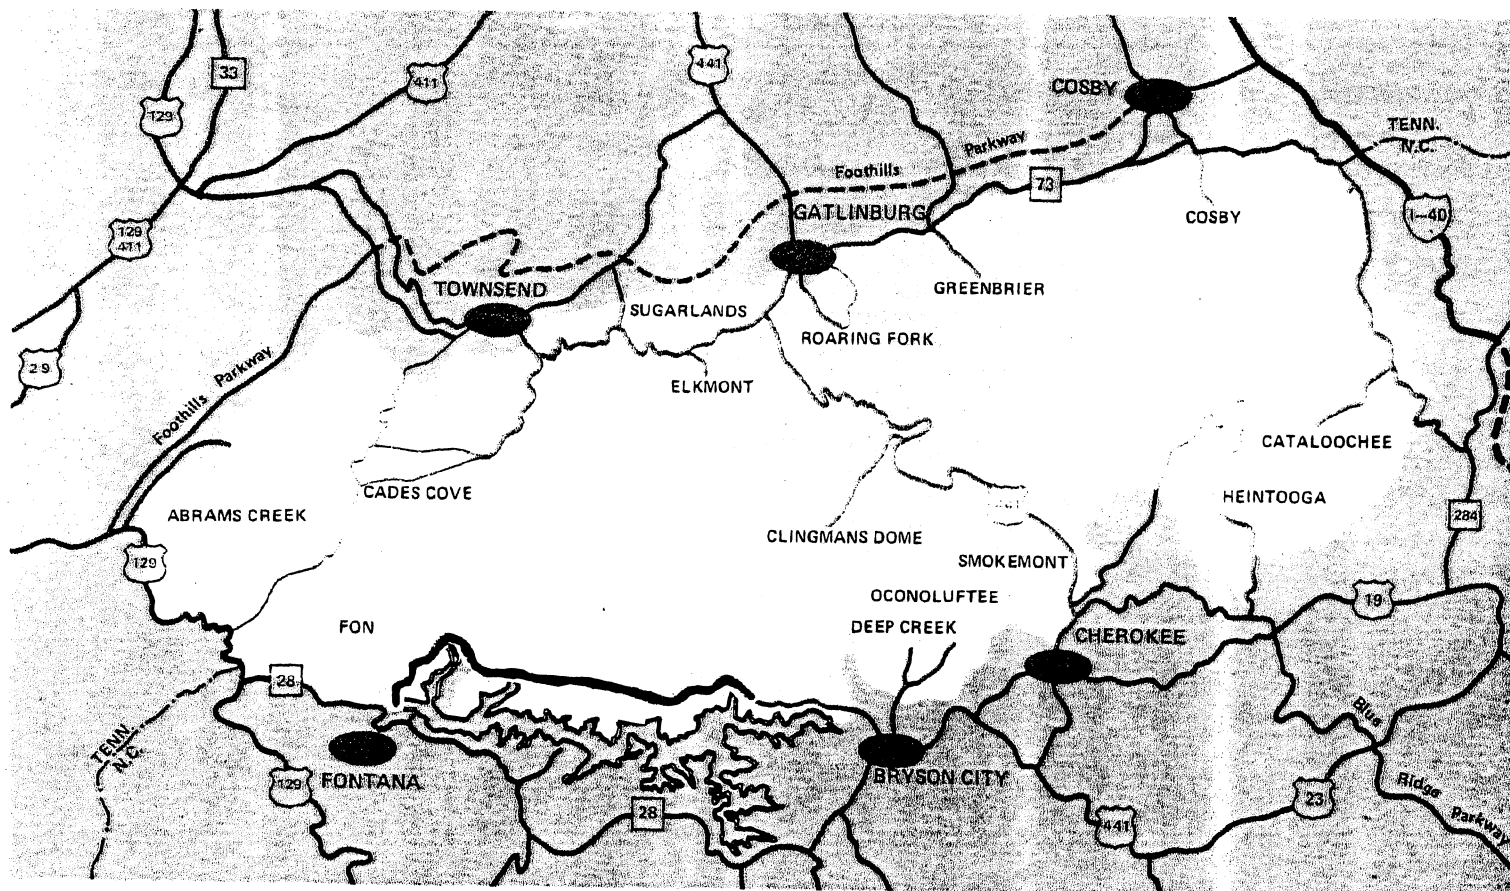 33
441
411
COSBY
129
TENN.
N.C.
Foothills Parkway
73
GATLINBURG
COSBY
I-40
129
411
TOWNSEND
GREENBRIER
SUGARLANDS
ROARING FORK
29
Foothills Parkway
ELKMONT
CATALOOCHEE
CADES COVE
HEINTOOGA
ABRAMS CREEK
284
CLINGMANS DOME
129
SMOKEMONT
OCONOLUFTEE
19
FON
DEEP CREEK
CHEROKEE
28
TENN.
N.C.
Blue Ridge Parkway
FONTANA
129
BRYSON CITY
28
23
441